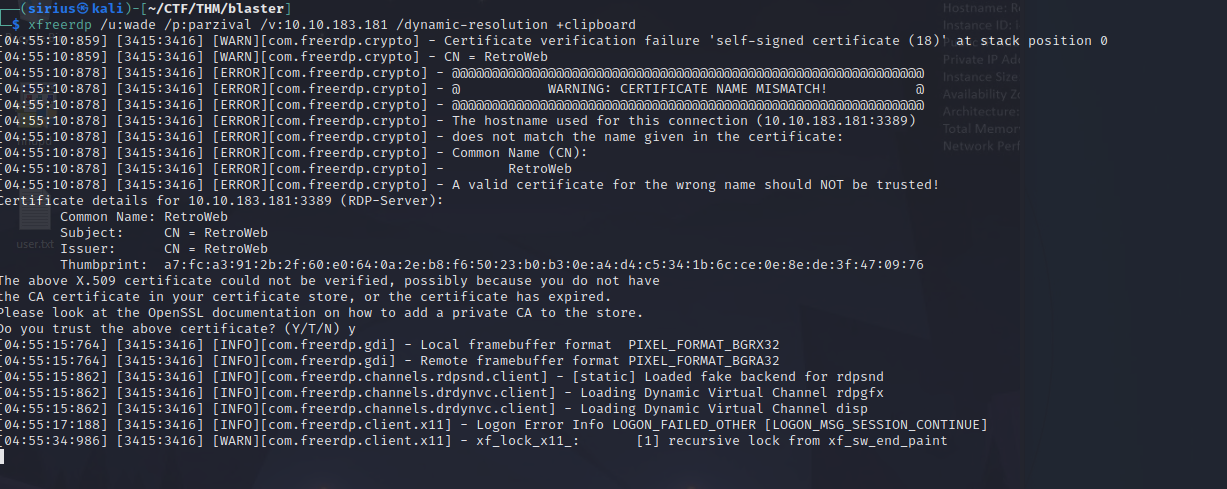 (sirius㉿kali)-[~/CTF/THM/blaster]
$ xfreerdp /u:wade /p:parzival /v:10.10.183.181 /dynamic-resolution +clipboard
[04:55:10:859] [3415:3416] [WARN][com.freerdp.crypto] - Certificate verification failure 'self-signed certificate (18)' at stack position 0
[04:55:10:859] [3415:3416] [WARN][com.freerdp.crypto] - CN = RetroWeb
[04:55:10:878] [3415:3416] [ERROR][com.freerdp.crypto] - @@@@@@@@@@@@@@@@@@@@@@@@@@@@@@@@@@@@@@@@@@@@@@@@@@@@@@@@@@@
[04:55:10:878] [3415:3416] [ERROR][com.freerdp.crypto] - @           WARNING: CERTIFICATE NAME MISMATCH!           @
[04:55:10:878] [3415:3416] [ERROR][com.freerdp.crypto] - @@@@@@@@@@@@@@@@@@@@@@@@@@@@@@@@@@@@@@@@@@@@@@@@@@@@@@@@@@@
[04:55:10:878] [3415:3416] [ERROR][com.freerdp.crypto] - The hostname used for this connection (10.10.183.181:3389)
[04:55:10:878] [3415:3416] [ERROR][com.freerdp.crypto] - does not match the name given in the certificate:
[04:55:10:878] [3415:3416] [ERROR][com.freerdp.crypto] - Common Name (CN):
[04:55:10:878] [3415:3416] [ERROR][com.freerdp.crypto] -        RetroWeb
[04:55:10:878] [3415:3416] [ERROR][com.freerdp.crypto] - A valid certificate for the wrong name should NOT be trusted!
Certificate details for 10.10.183.181:3389 (RDP-Server):
        Common Name: RetroWeb
        Subject:     CN = RetroWeb
        Issuer:      CN = RetroWeb
        Thumbprint:  a7:fc:a3:91:2b:2f:60:e0:64:0a:2e:b8:f6:50:23:b0:b3:0e:a4:d4:c5:34:1b:6c:ce:0e:8e:de:3f:47:09:76
The above X.509 certificate could not be verified, possibly because you do not have
the CA certificate in your certificate store, or the certificate has expired.
Please look at the OpenSSL documentation on how to add a private CA to the store.
Do you trust the above certificate? (Y/T/N) y
[04:55:15:764] [3415:3416] [INFO][com.freerdp.gdi] - Local framebuffer format  PIXEL_FORMAT_BGRX32
[04:55:15:764] [3415:3416] [INFO][com.freerdp.gdi] - Remote framebuffer format PIXEL_FORMAT_BGRA32
[04:55:15:862] [3415:3416] [INFO][com.freerdp.channels.rdpsnd.client] - [static] Loaded fake backend for rdpsnd
[04:55:15:862] [3415:3416] [INFO][com.freerdp.channels.drdynvc.client] - Loading Dynamic Virtual Channel rdpgfx
[04:55:15:862] [3415:3416] [INFO][com.freerdp.channels.drdynvc.client] - Loading Dynamic Virtual Channel disp
[04:55:17:188] [3415:3416] [INFO][com.freerdp.client.x11] - Logon Error Info LOGON_FAILED_OTHER [LOGON_MSG_SESSION_CONTINUE]
[04:55:34:986] [3415:3416] [WARN][com.freerdp.client.x11] - xf_lock_x11_:       [1] recursive lock from xf_sw_end_paint
user.txt
Hostname:
Instance ID:
Private IP
Instance Size
Availability
Architecture:
Total
Network